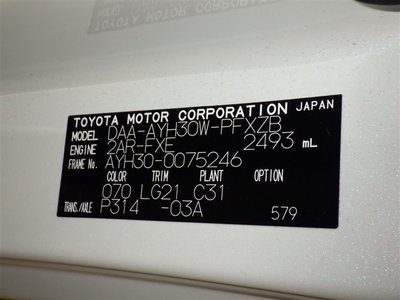 TOYOTA MOTOR CORPORATION JAPAN
MODEL DAA-AYH30W-PFXZB
ENGINE 2AR-FXE 2493 mL
FRAME No. AYH30-0075246
COLOR TRIM PLANT OPTION
070 LG21 C31
TRANS./AXLE P314 -03A 579